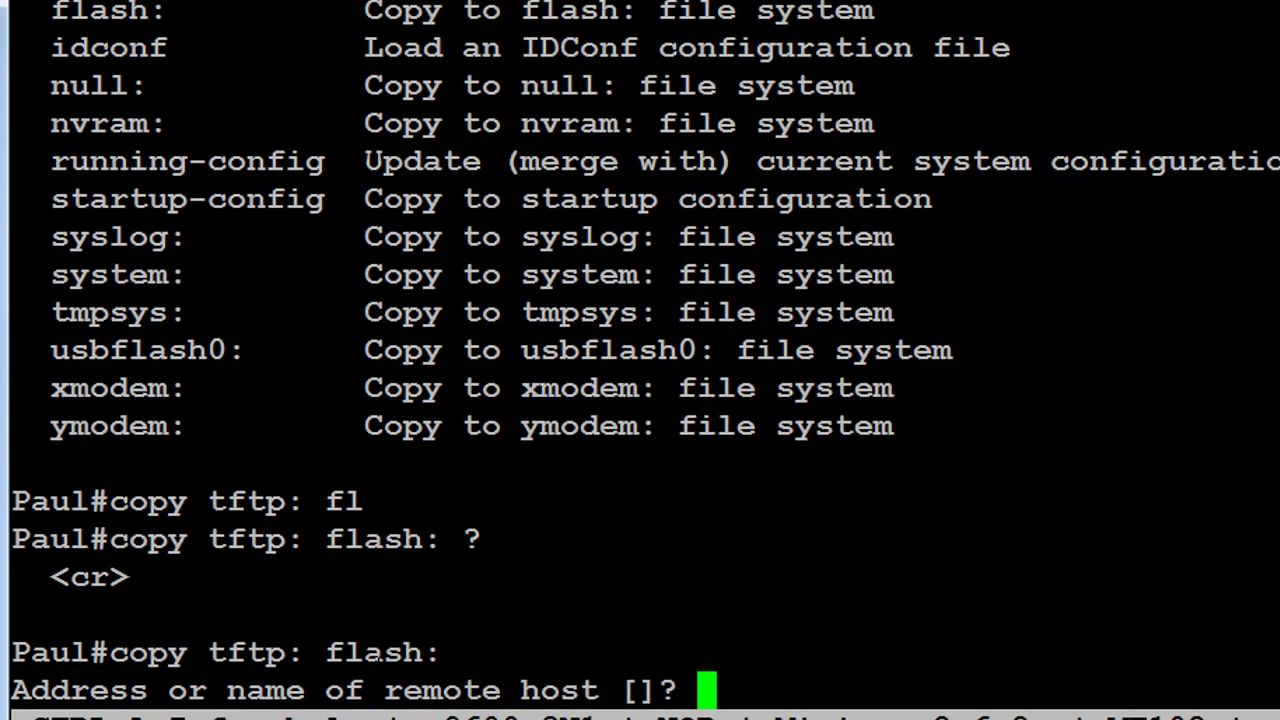 flash:            Copy to flash: file system
idconf            Load an IDConf configuration file
null:             Copy to null: file system
nvram:            Copy to nvram: file system
running-config    Update (merge with) current system configuratio
startup-config    Copy to startup configuration
syslog:           Copy to syslog: file system
system:           Copy to system: file system
tmpsys:           Copy to tmpsys: file system
usbflash0:        Copy to usbflash0: file system
xmodem:           Copy to xmodem: file system
ymodem:           Copy to ymodem: file system
Paul#copy tftp: fl
Paul#copy tftp: flash: ?
<cr>
Paul#copy tftp: flash:
Address or name of remote host []?